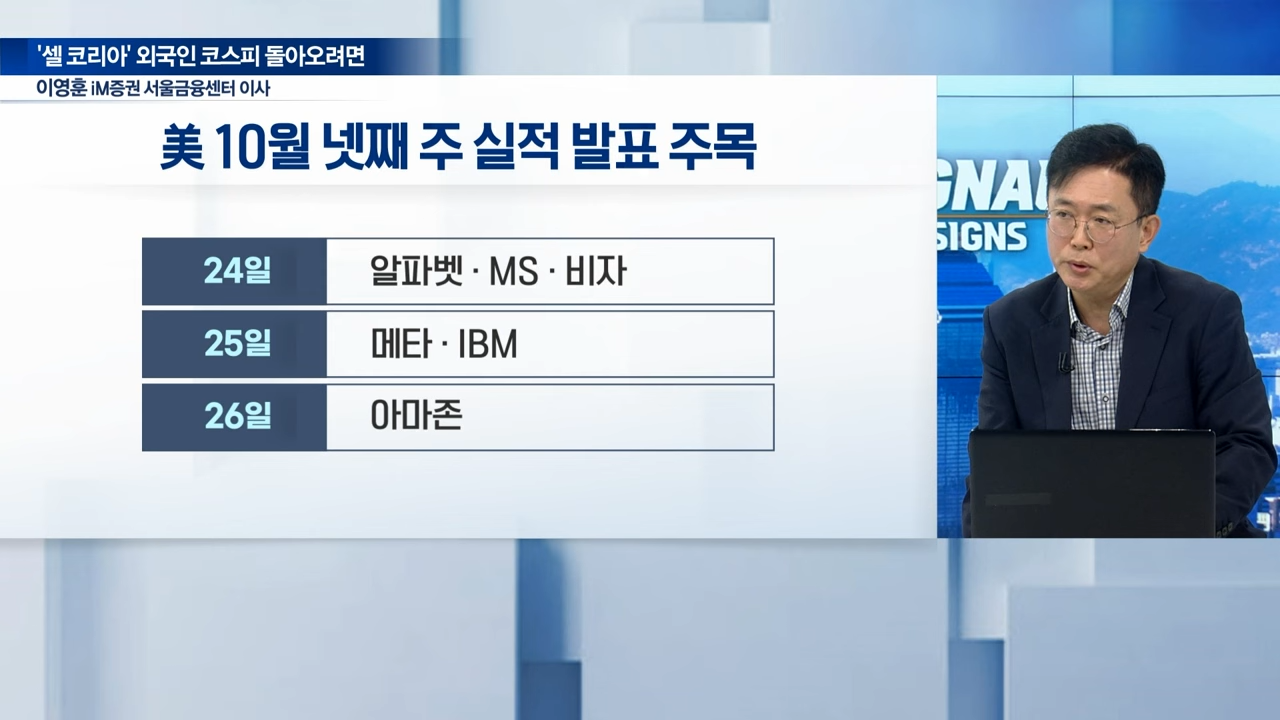 '셀 코리아' 외국인 코스피 돌아오려면
이영훈 iM증권 서울금융센터 이사
美 10월 넷째 주 실적 발표 주목
24일 알파벳·MS·비자
25일 메타·IBM
26일 아마존
GNAL
SIGNS